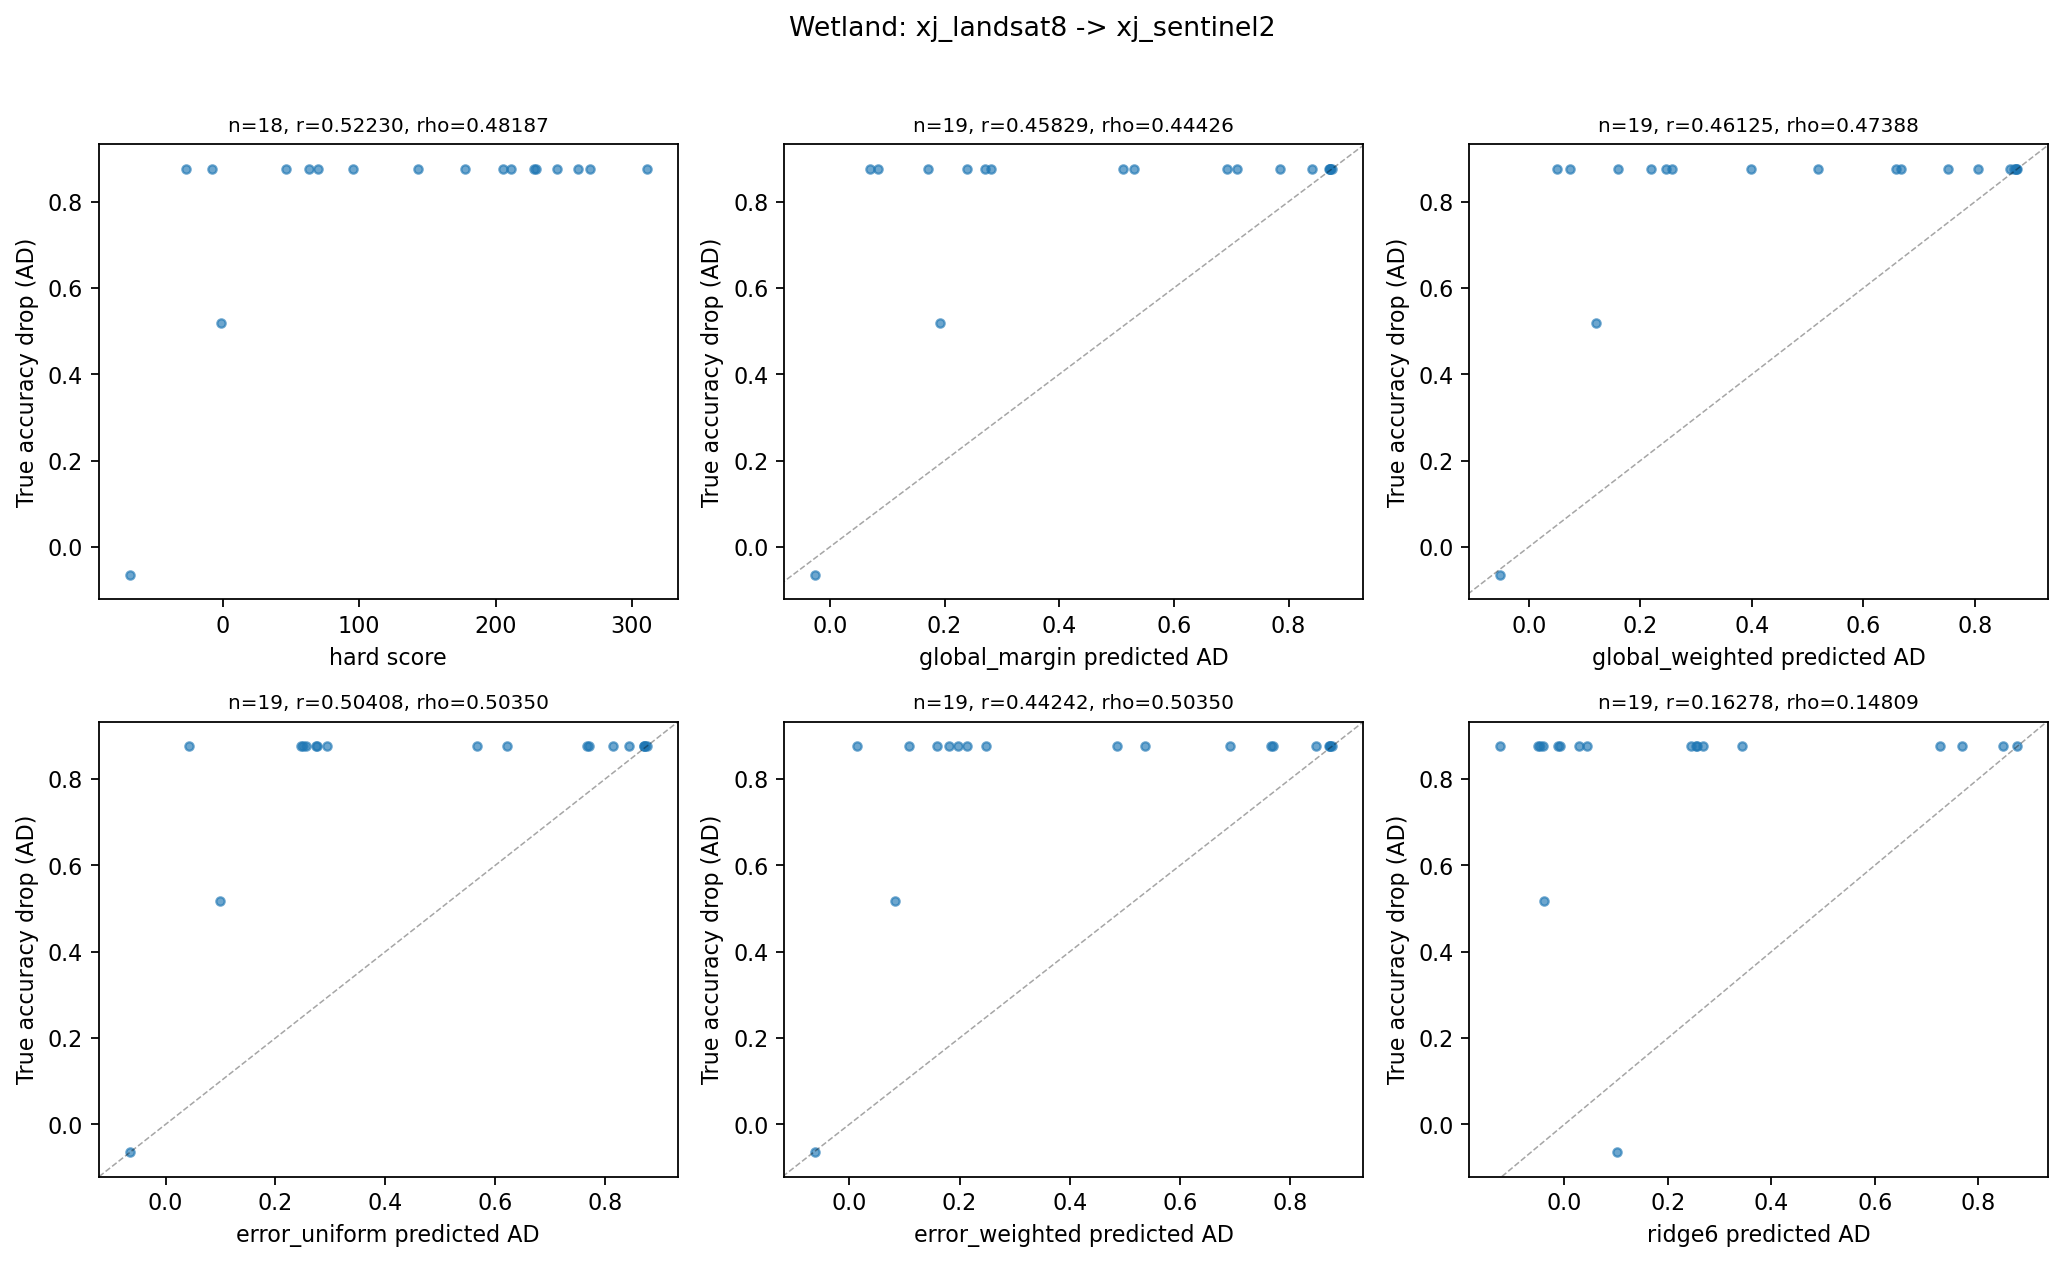 Wetland: xj_landsat8 -> xj_sentinel2
n=18, r=0.52230, rho=0.48187
True accuracy drop (AD)
0.8
0.6
0.4
0.2
0.0
0 100 200 300
hard score
n=19, r=0.45829, rho=0.44426
True accuracy drop (AD)
0.8
0.6
0.4
0.2
0.0
0.0 0.2 0.4 0.6 0.8
global_margin predicted AD
n=19, r=0.46125, rho=0.47388
True accuracy drop (AD)
0.8
0.6
0.4
0.2
0.0
0.0 0.2 0.4 0.6 0.8
global_weighted predicted AD
n=19, r=0.50408, rho=0.50350
True accuracy drop (AD)
0.8
0.6
0.4
0.2
0.0
0.0 0.2 0.4 0.6 0.8
error_uniform predicted AD
n=19, r=0.44242, rho=0.50350
True accuracy drop (AD)
0.8
0.6
0.4
0.2
0.0
0.0 0.2 0.4 0.6 0.8
error_weighted predicted AD
n=19, r=0.16278, rho=0.14809
True accuracy drop (AD)
0.8
0.6
0.4
0.2
0.0
0.0 0.2 0.4 0.6 0.8
ridge6 predicted AD